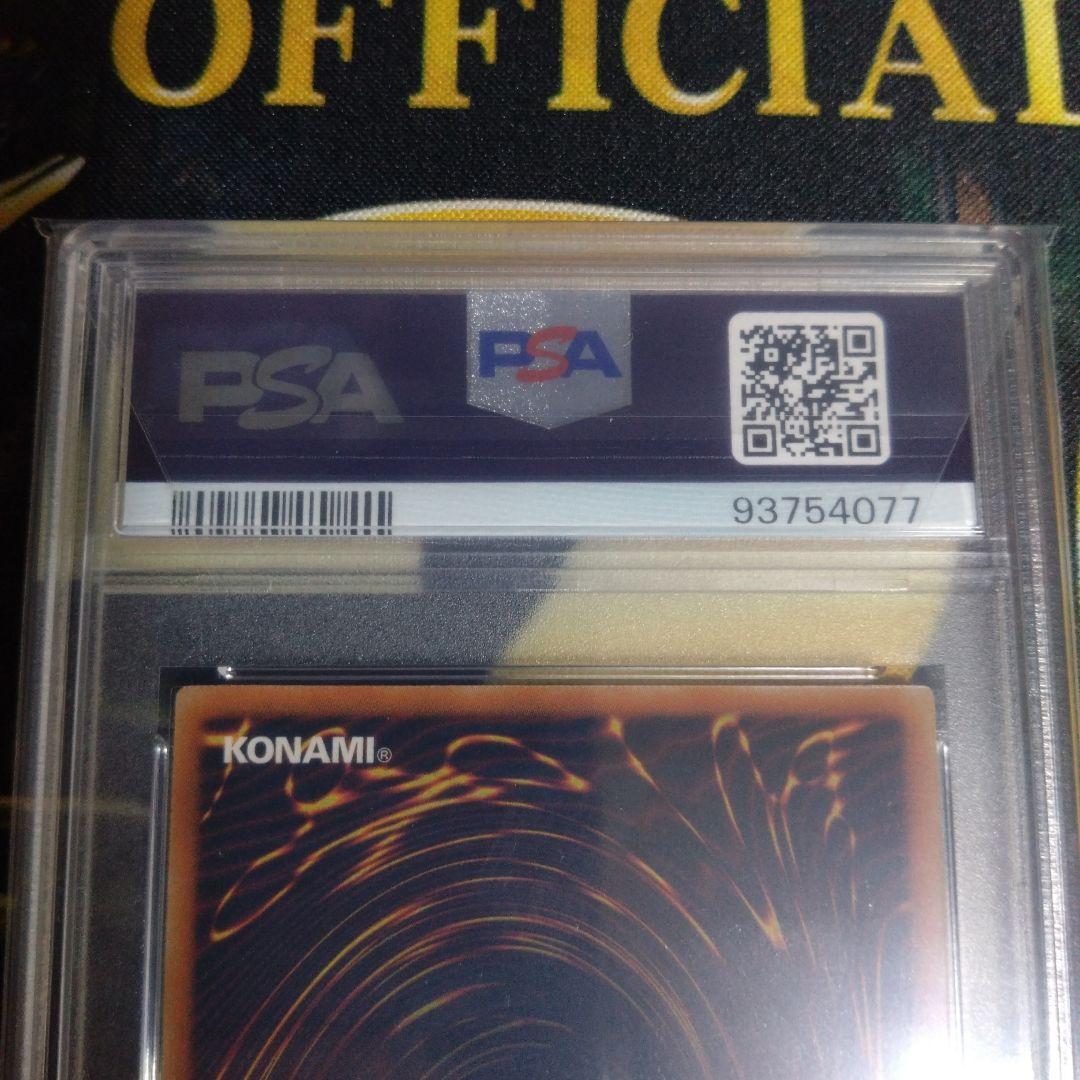 OFFICIAL
PSA
PSA
93754077
KONAMI®